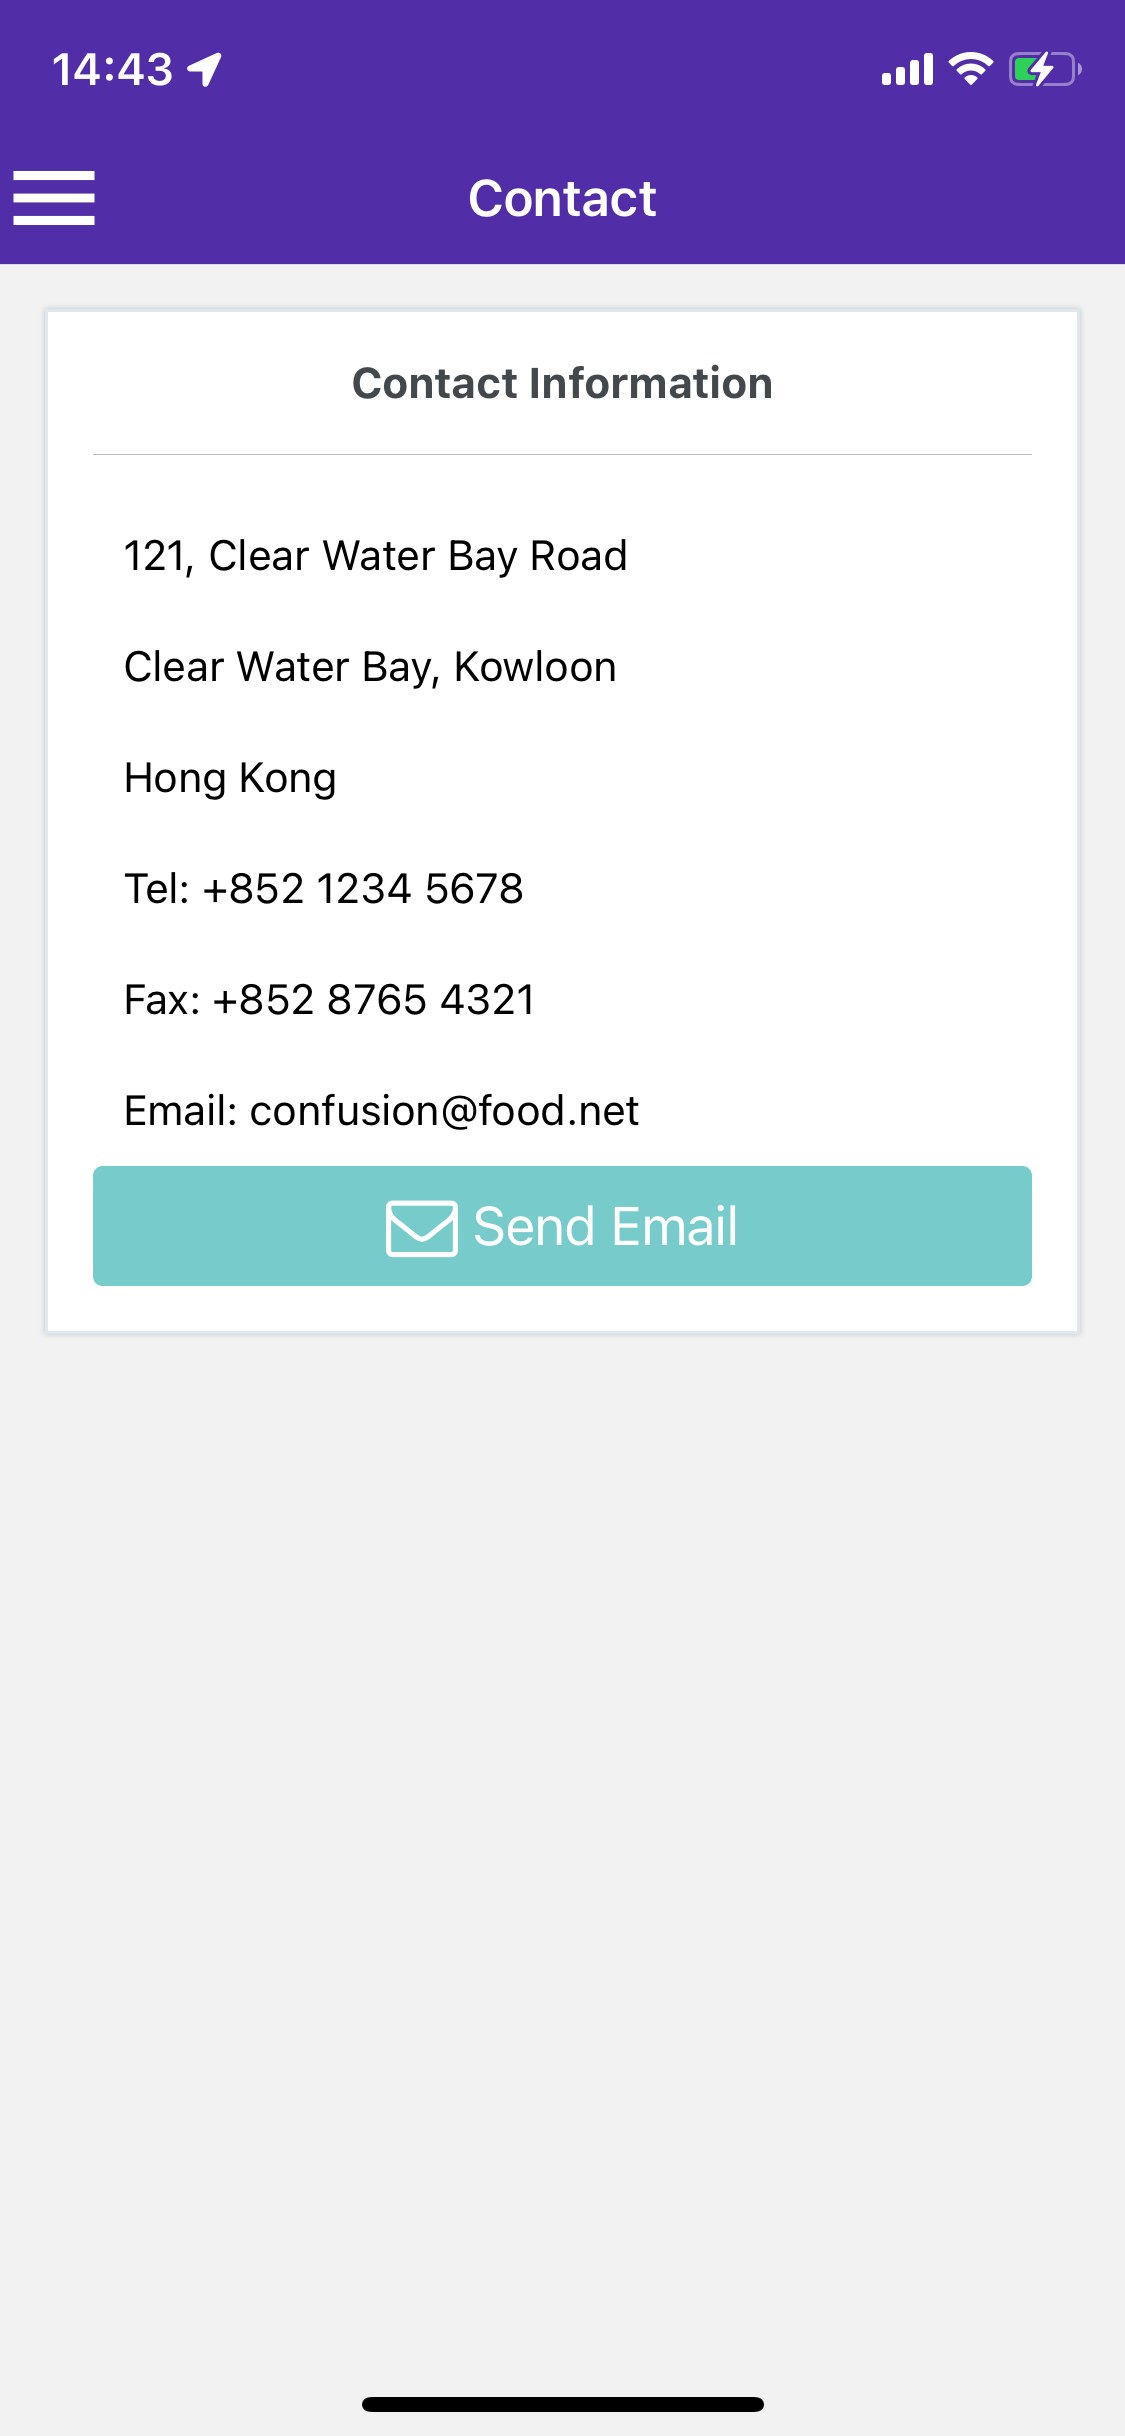 14:43
Contact
Contact Information
121, Clear Water Bay Road
Clear Water Bay, Kowloon
Hong Kong
Tel: +852 1234 5678
Fax: +852 8765 4321
Email: confusion@food.net
Send Email